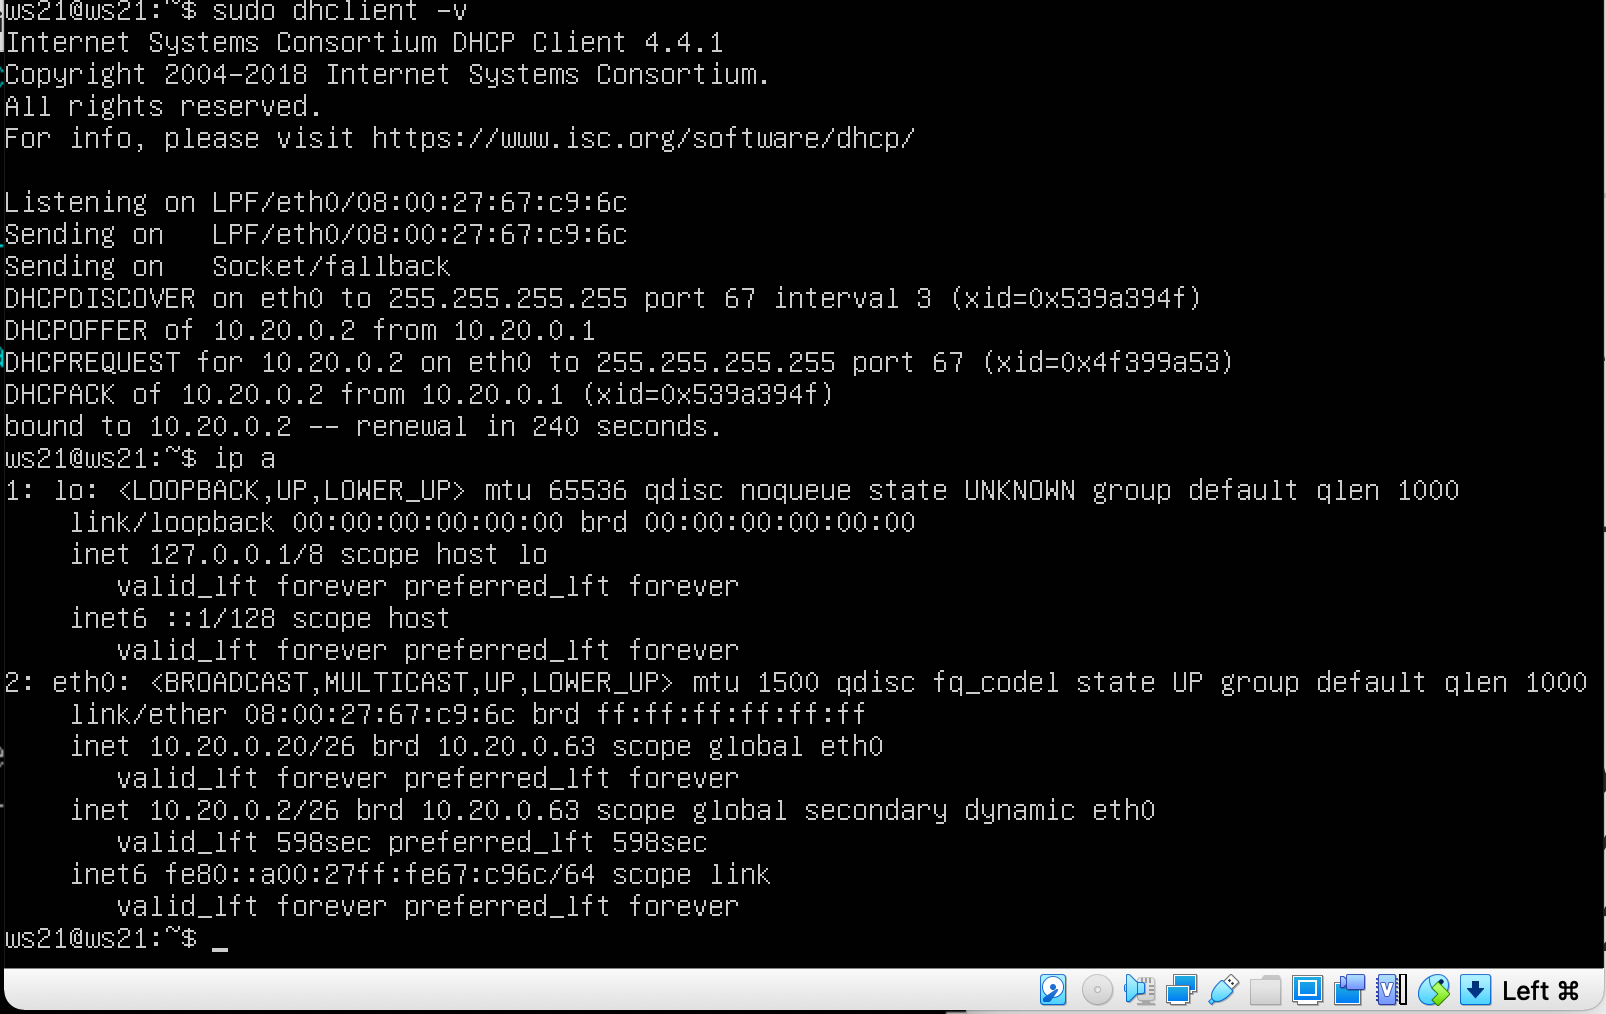 ws21@ws21:~$ sudo dhclient -v
Internet Systems Consortium DHCP Client 4.4.1
Copyright 2004-2018 Internet Systems Consortium.
All rights reserved.
For info, please visit https://www.isc.org/software/dhcp/
Listening on LPF/eth0/08:00:27:67:c9:6c
Sending on   LPF/eth0/08:00:27:67:c9:6c
Sending on   Socket/fallback
DHCPDISCOVER on eth0 to 255.255.255.255 port 67 interval 3 (xid=0x539a394f)
DHCPOFFER of 10.20.0.2 from 10.20.0.1
DHCPREQUEST for 10.20.0.2 on eth0 to 255.255.255.255 port 67 (xid=0x4f399a53)
DHCPACK of 10.20.0.2 from 10.20.0.1 (xid=0x539a394f)
bound to 10.20.0.2 -- renewal in 240 seconds.
ws21@ws21:~$ ip a
1: lo: <LOOPBACK,UP,LOWER_UP> mtu 65536 qdisc noqueue state UNKNOWN group default qlen 1000
    link/loopback 00:00:00:00:00:00 brd 00:00:00:00:00:00
    inet 127.0.0.1/8 scope host lo
       valid_lft forever preferred_lft forever
    inet6 ::1/128 scope host
       valid_lft forever preferred_lft forever
2: eth0: <BROADCAST,MULTICAST,UP,LOWER_UP> mtu 1500 qdisc fq_codel state UP group default qlen 1000
    link/ether 08:00:27:67:c9:6c brd ff:ff:ff:ff:ff:ff
    inet 10.20.0.20/26 brd 10.20.0.63 scope global eth0
       valid_lft forever preferred_lft forever
    inet 10.20.0.2/26 brd 10.20.0.63 scope global secondary dynamic eth0
       valid_lft 598sec preferred_lft 598sec
    inet6 fe80::a00:27ff:fe67:c96c/64 scope link
       valid_lft forever preferred_lft forever
ws21@ws21:~$ _
Left ⌘